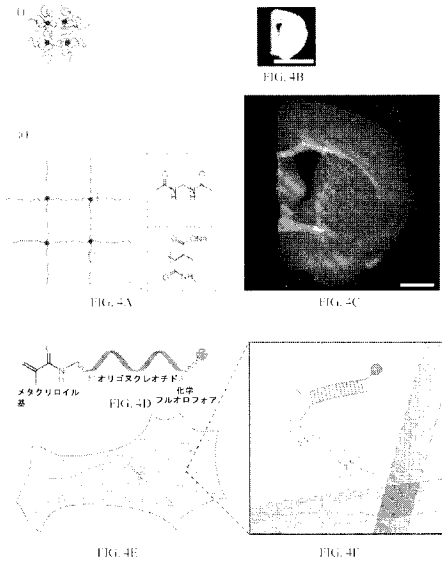 i)
FIG. 4B
ii)
FIG. 4A
FIG. 4C
オリゴヌクレオチド
メタクリロイル
基
化学
フルオロフォア
FIG. 4D
FIG. 4E
FIG. 4F